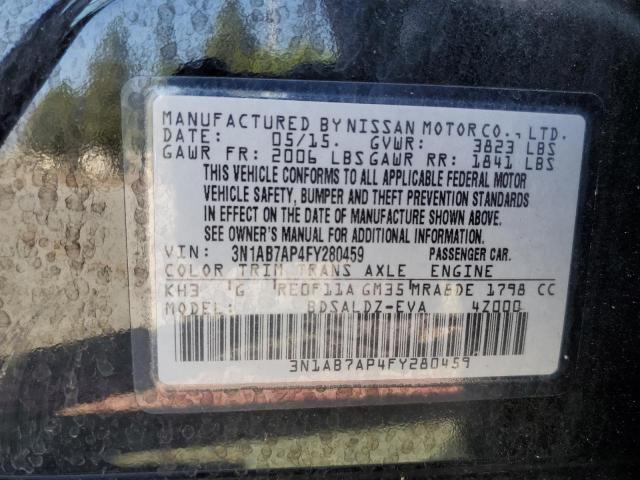 MANUFACTURED BY NISSAN MOTOR CO., LTD.
DATE: 05/15. GVWR: 3823 LBS
GAWR FR: 2006 LBS GAWR RR: 1841 LBS
THIS VEHICLE CONFORMS TO ALL APPLICABLE FEDERAL MOTOR
VEHICLE SAFETY, BUMPER AND THEFT PREVENTION STANDARDS
IN EFFECT ON THE DATE OF MANUFACTURE SHOWN ABOVE.
SEE OWNER'S MANUAL FOR ADDITIONAL INFORMATION.
VIN: 3N1AB7AP4FY280459 PASSENGER CAR.
COLOR TRIM TRANS AXLE ENGINE
KH3 G RE0F11A GM35 MRA8DE 1798 CC
MODEL: BDSALDZ-EVA 4Z000
3N1AB7AP4FY280459